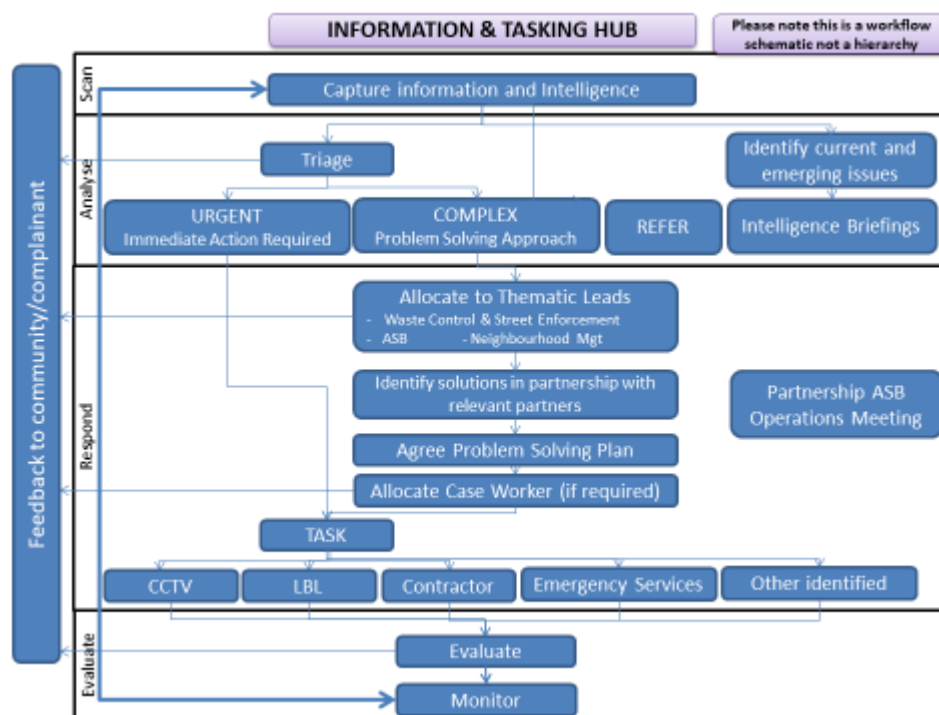 INFORMATION & TASKING HUB
Please note this is a workflow
schematic not a hierarchy
Feedback to community/complainant
Scan
Capture information and Intelligence
Analyse
Triage
Identify current and
emerging issues
URGENT
Immediate Action Required
COMPLEX
Problem Solving Approach
REFER
Intelligence Briefings
Respond
Allocate to Thematic Leads
- Waste Control & Street Enforcement
- ASB - Neighbourhood Mgt
Identify solutions in partnership with
relevant partners
Partnership ASB
Operations Meeting
Agree Problem Solving Plan
Allocate Case Worker (if required)
TASK
CCTV
LBL
Contractor
Emergency Services
Other identified
Evaluate
Evaluate
Monitor